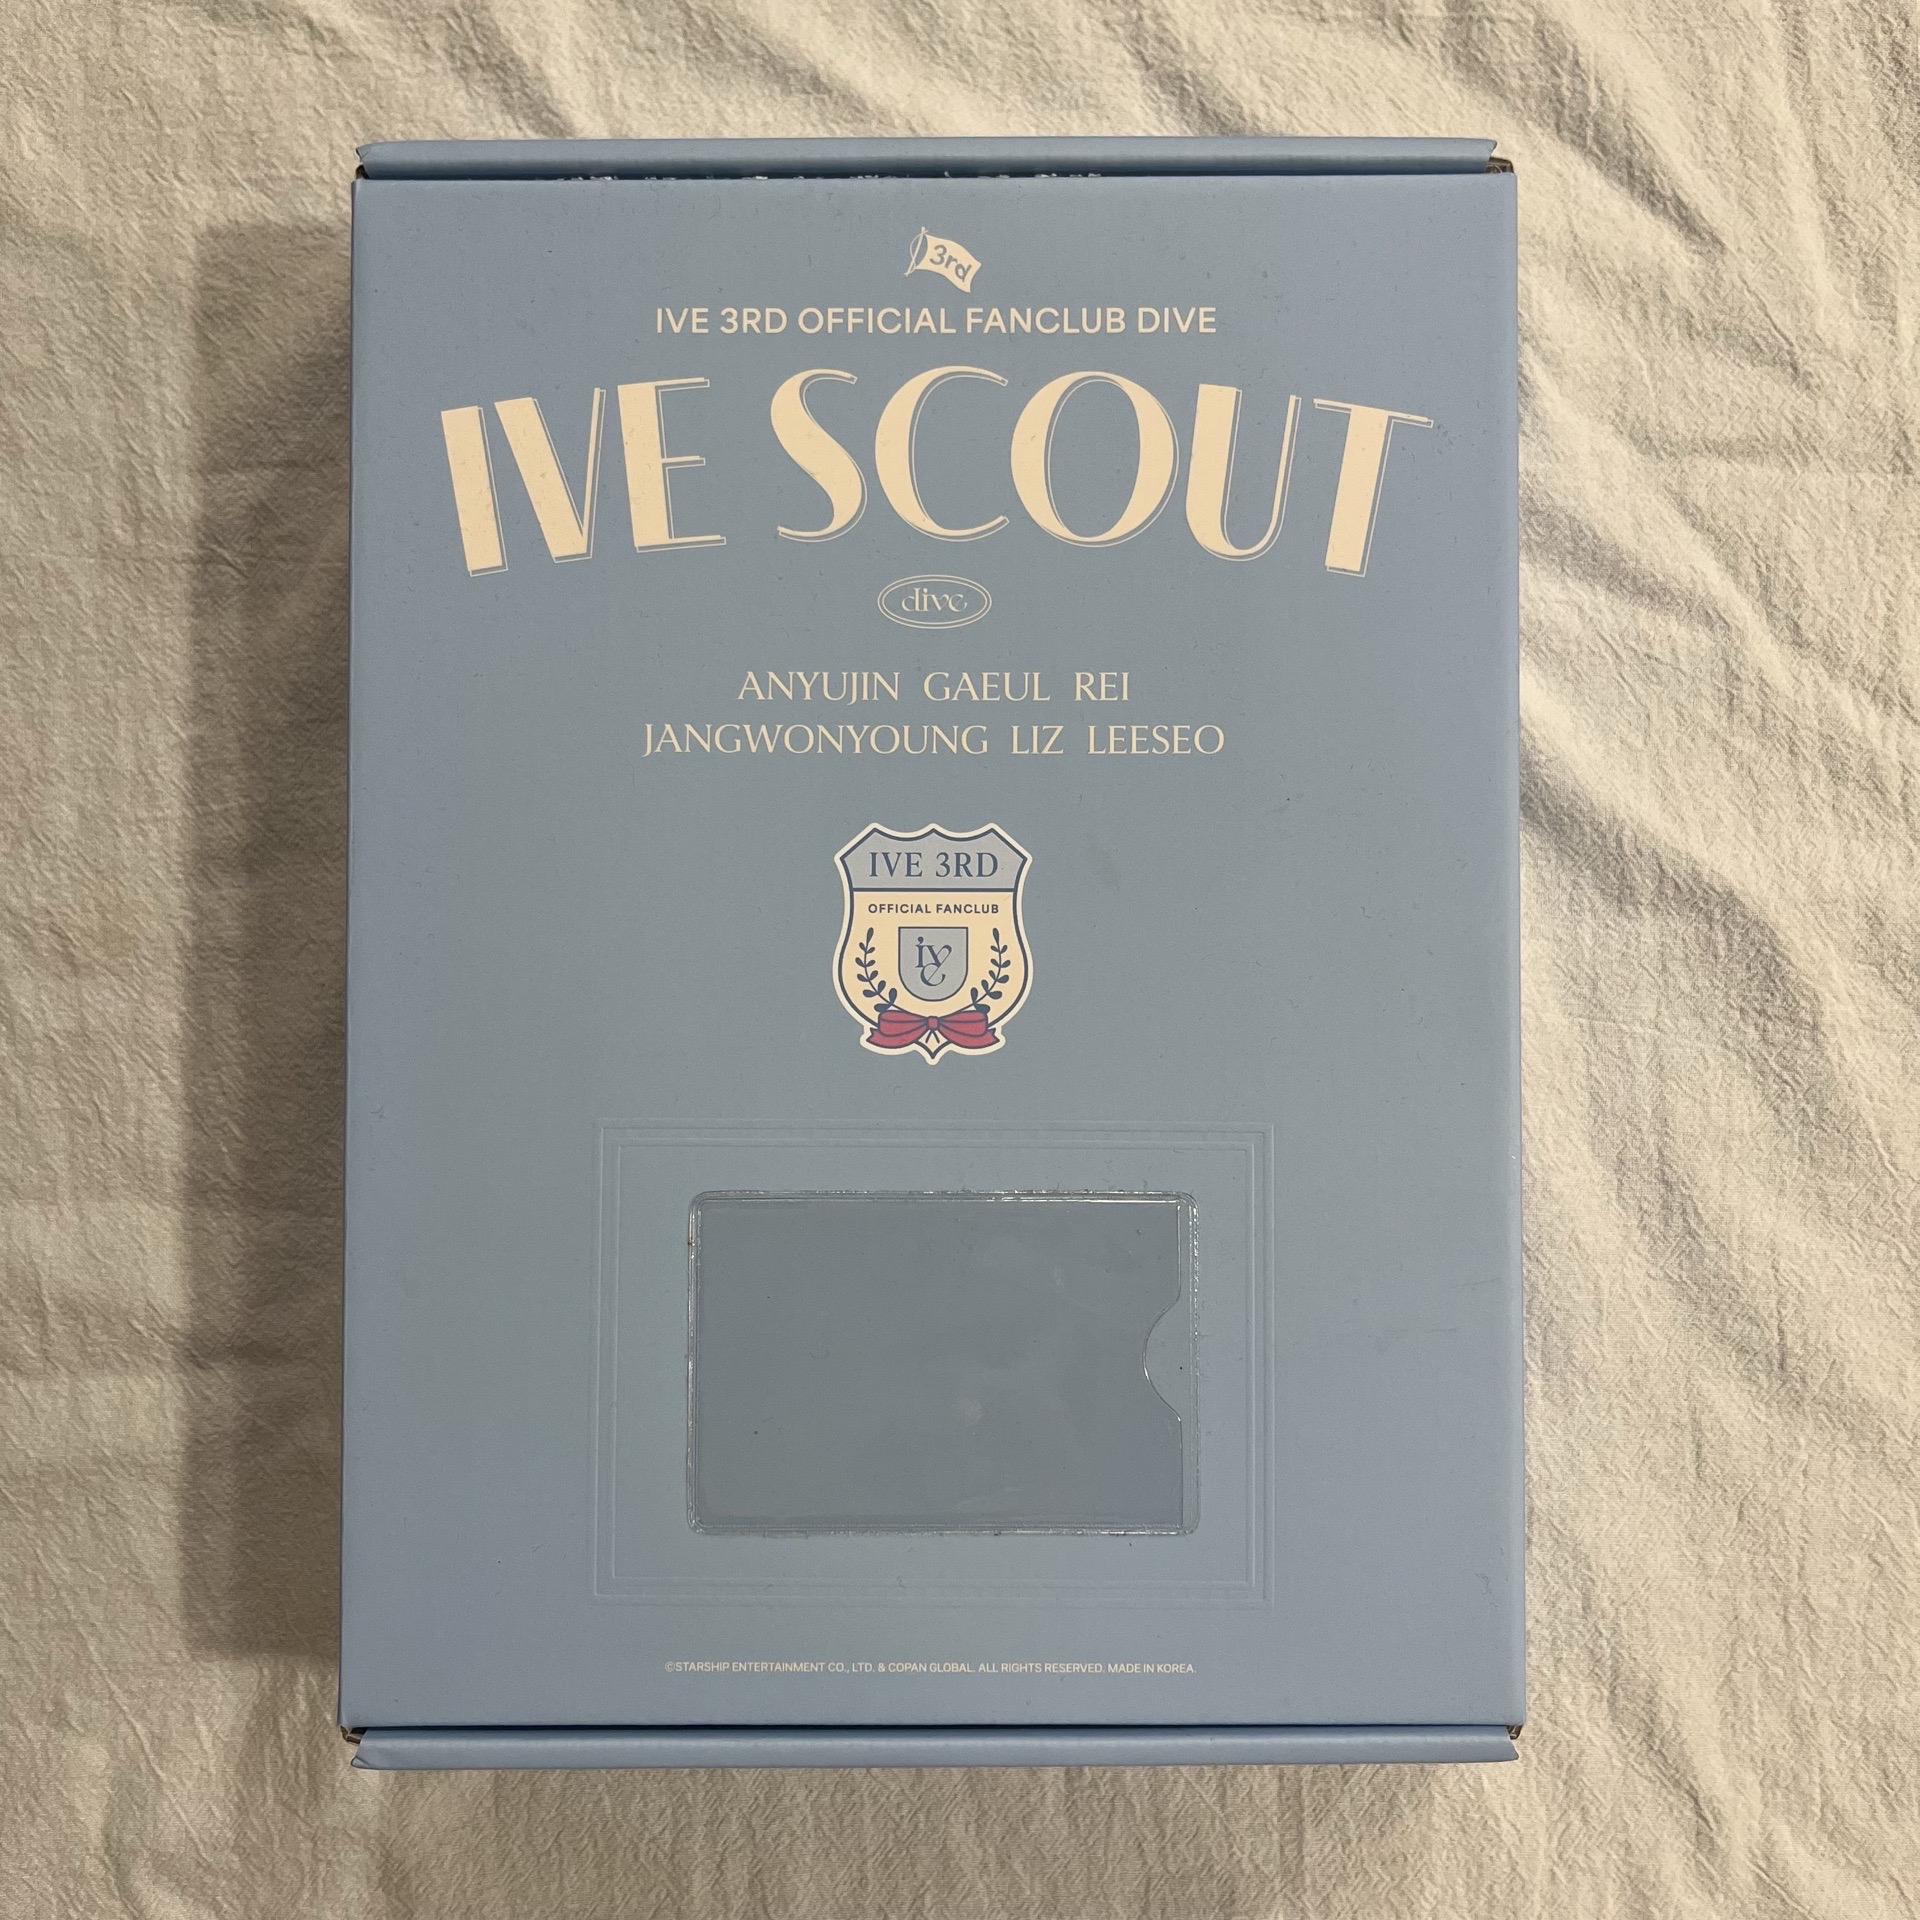 3rd
IVE 3RD OFFICIAL FANCLUB DIVE
IVE SCOUT
dive
ANYUJIN GAEUL REI
JANGWONYOUNG LIZ LEESEO
IVE 3RD
OFFICIAL FANCLUB
ive
©STARSHIP ENTERTAINMENT CO., LTD. & COPAN GLOBAL. ALL RIGHTS RESERVED. MADE IN KOREA.